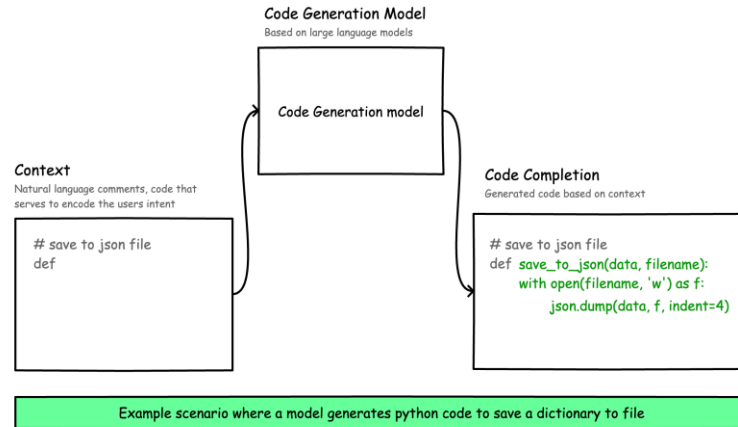 Code Generation Model
Based on large language models
Code Generation model
Context
Natural language comments, code that
serves to encode the users intent
# save to json file
def
Code Completion
Generated code based on context
# save to json file
def save_to_json(data, filename):
with open(filename, 'w') as f:
json.dump(data, f, indent=4)
Example scenario where a model generates python code to save a dictionary to file